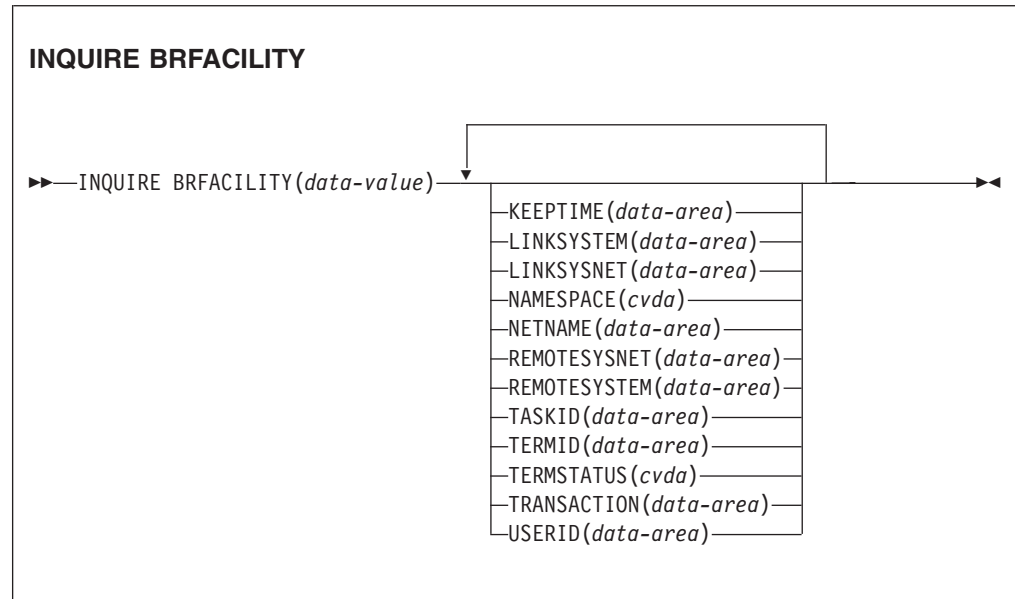 INQUIRE BRFACILITY
INQUIRE BRFACILITY(data-value)
KEEPTIME(data-area)
LINKSYSTEM(data-area)
LINKSYSNET(data-area)
NAMESPACE(cvda)
NETNAME(data-area)
REMOTESYSNET(data-area)
REMOTESYSTEM(data-area)
TASKID(data-area)
TERMID(data-area)
TERMSTATUS(cvda)
TRANSACTION(data-area)
USERID(data-area)